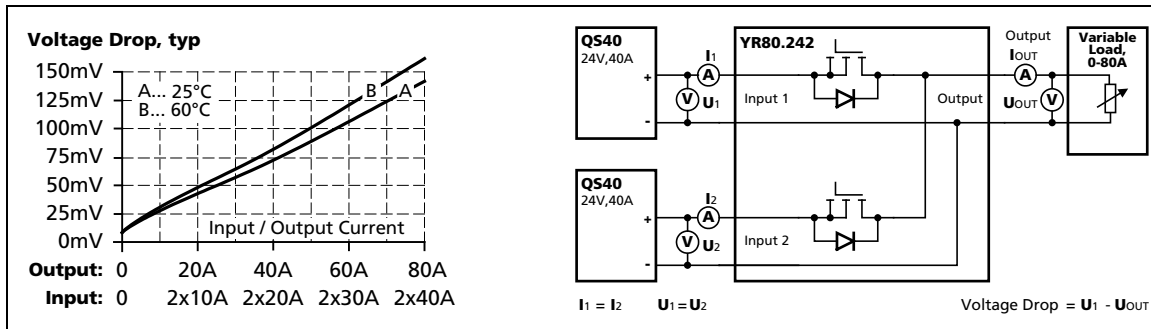 Voltage Drop, typ
150mV
125mV
100mV
75mV
50mV
25mV
0mV
A... 25°C
B... 60°C
B
A
Input / Output Current
Output: 0 20A 40A 60A 80A
Input: 0 2x10A 2x20A 2x30A 2x40A
QS40
24V,40A
+
-
I1
A
V
U1
YR80.242
Input 1
Output
Output
IOUT
A
UOUT
V
Variable
Load,
0-80A
QS40
24V,40A
+
-
I2
A
V
U2
Input 2
I1 = I2 U1=U2
Voltage Drop = U1 - UOUT